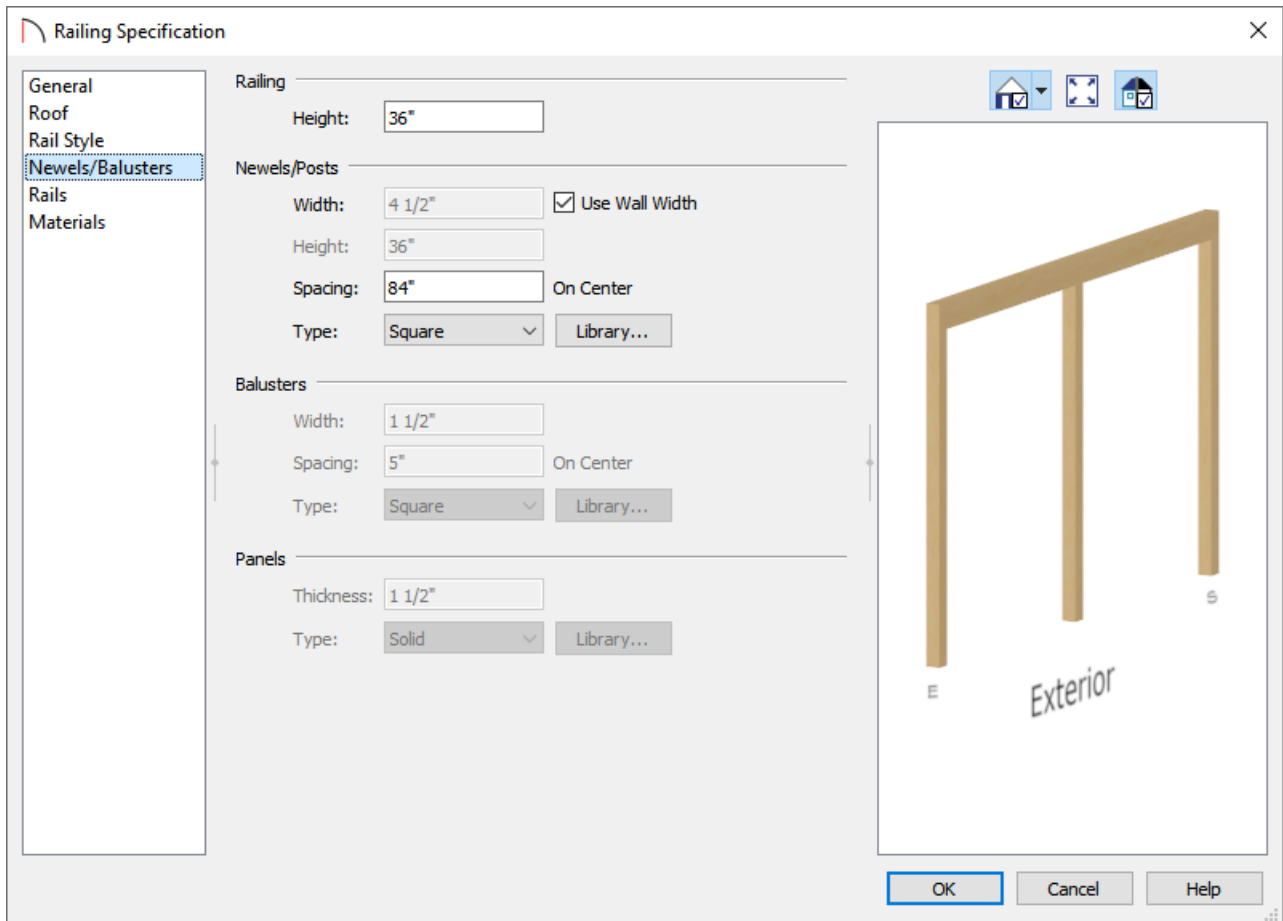 Railing Specification
General
Roof
Rail Style
Newels/Balusters
Rails
Materials
Railing
Height: 36"
Newels/Posts
Width: 4 1/2" Use Wall Width
Height: 36"
Spacing: 84" On Center
Type: Square Library...
Balusters
Width: 1 1/2"
Spacing: 5" On Center
Type: Square Library...
Panels
Thickness: 1 1/2"
Type: Solid Library...
S
E
Exterior
OK Cancel Help